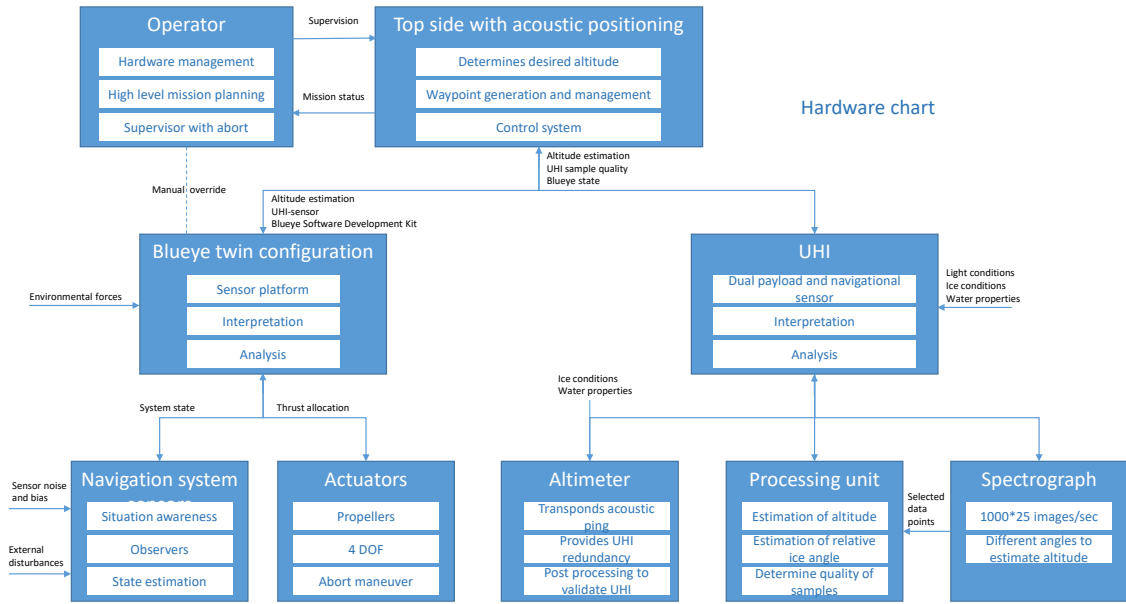 Operator
Hardware management
High level mission planning
Supervisor with abort
Supervision
Mission status
Top side with acoustic positioning
Determines desired altitude
Waypoint generation and management
Control system
Hardware chart
Manual override
Altitude estimation
UHI sample quality
Blueye state
Altitude estimation
UHI-sensor
Blueye Software Development Kit
Blueye twin configuration
Sensor platform
Interpretation
Analysis
Environmental forces
UHI
Dual payload and navigational
sensor
Interpretation
Analysis
Light conditions
Ice conditions
Water properties
System state
Thrust allocation
Ice conditions
Water properties
Navigation system
sensors
Situation awareness
Observers
State estimation
Sensor noise
and bias
External
disturbances
Actuators
Propellers
4 DOF
Abort maneuver
Altimeter
Transponds acoustic
ping
Provides UHI
redundancy
Post processing to
validate UHI
Processing unit
Estimation of altitude
Estimation of relative
ice angle
Determine quality of
samples
Selected
data
points
Spectrograph
1000*25 images/sec
Different angles to
estimate altitude